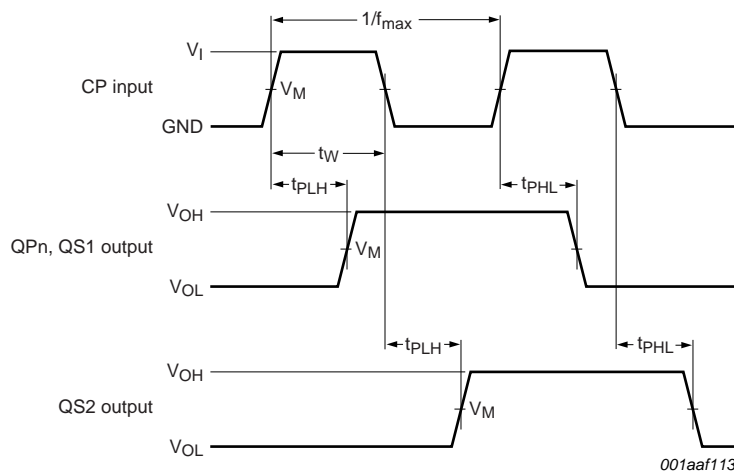 1/fmax
VI
CP input
VM
GND
tW
tPLH
tPHL
VOH
QPn, QS1 output
VM
VOL
tPLH
tPHL
VOH
QS2 output
VM
VOL
001aaf113